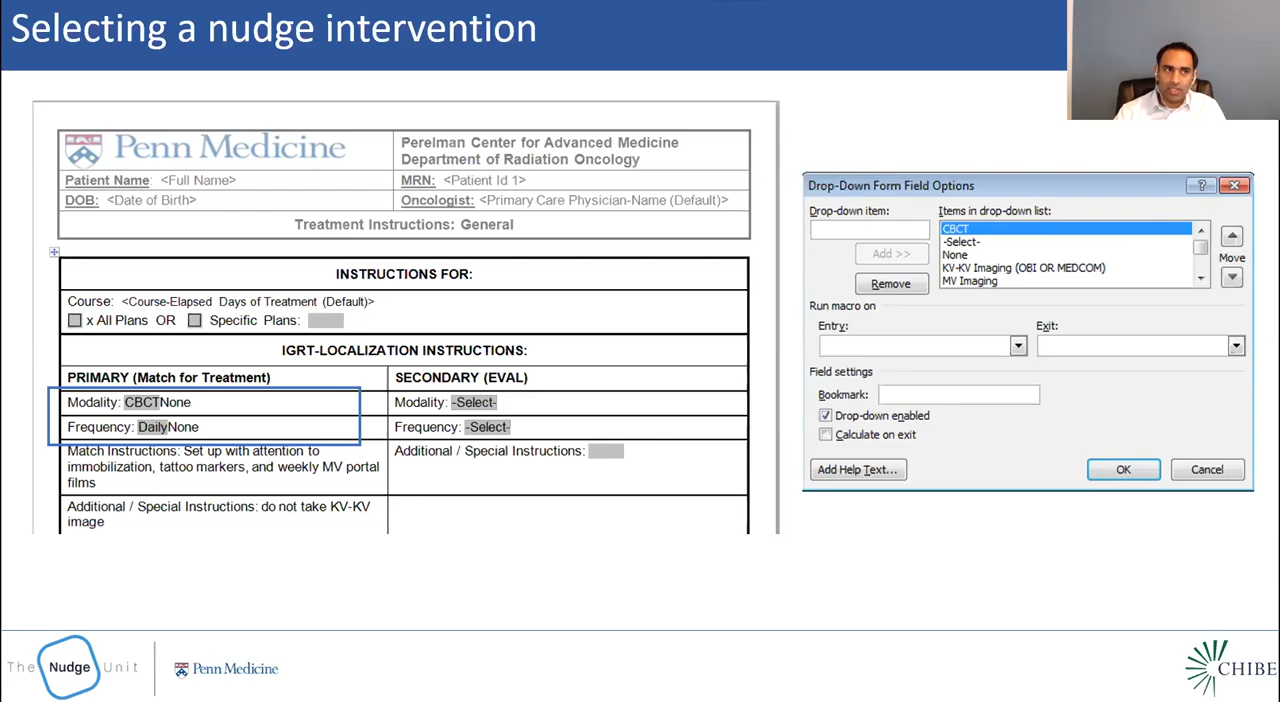 Selecting a nudge intervention
Penn Medicine
Perelman Center for Advanced Medicine
Department of Radiation Oncology
Patient Name: <Full Name>
MRN: <Patient Id 1>
DOB: <Date of Birth>
Oncologist: <Primary Care Physician-Name (Default)>
Treatment Instructions: General
INSTRUCTIONS FOR:
Course: <Course-Elapsed Days of Treatment (Default)>
x All Plans OR Specific Plans:
IGRT-LOCALIZATION INSTRUCTIONS:
PRIMARY (Match for Treatment)
SECONDARY (EVAL)
Modality: CBCTNone
Modality: -Select-
Frequency: DailyNone
Frequency: -Select-
Match Instructions: Set up with attention to
immobilization, tattoo markers, and weekly MV portal
films
Additional / Special Instructions:
Additional / Special Instructions: do not take KV-KV
image
Drop-Down Form Field Options
?
Drop-down item:
Items in drop-down list:
CBCT
-Select-
None
KV-KV Imaging (OBI OR MEDCOM)
MV Imaging
Add >>
Remove
Move
Run macro on
Entry:
Exit:
Field settings
Bookmark:
Drop-down enabled
Calculate on exit
Add Help Text...
OK
Cancel
The Nudge Unit
Penn Medicine
CHIBE